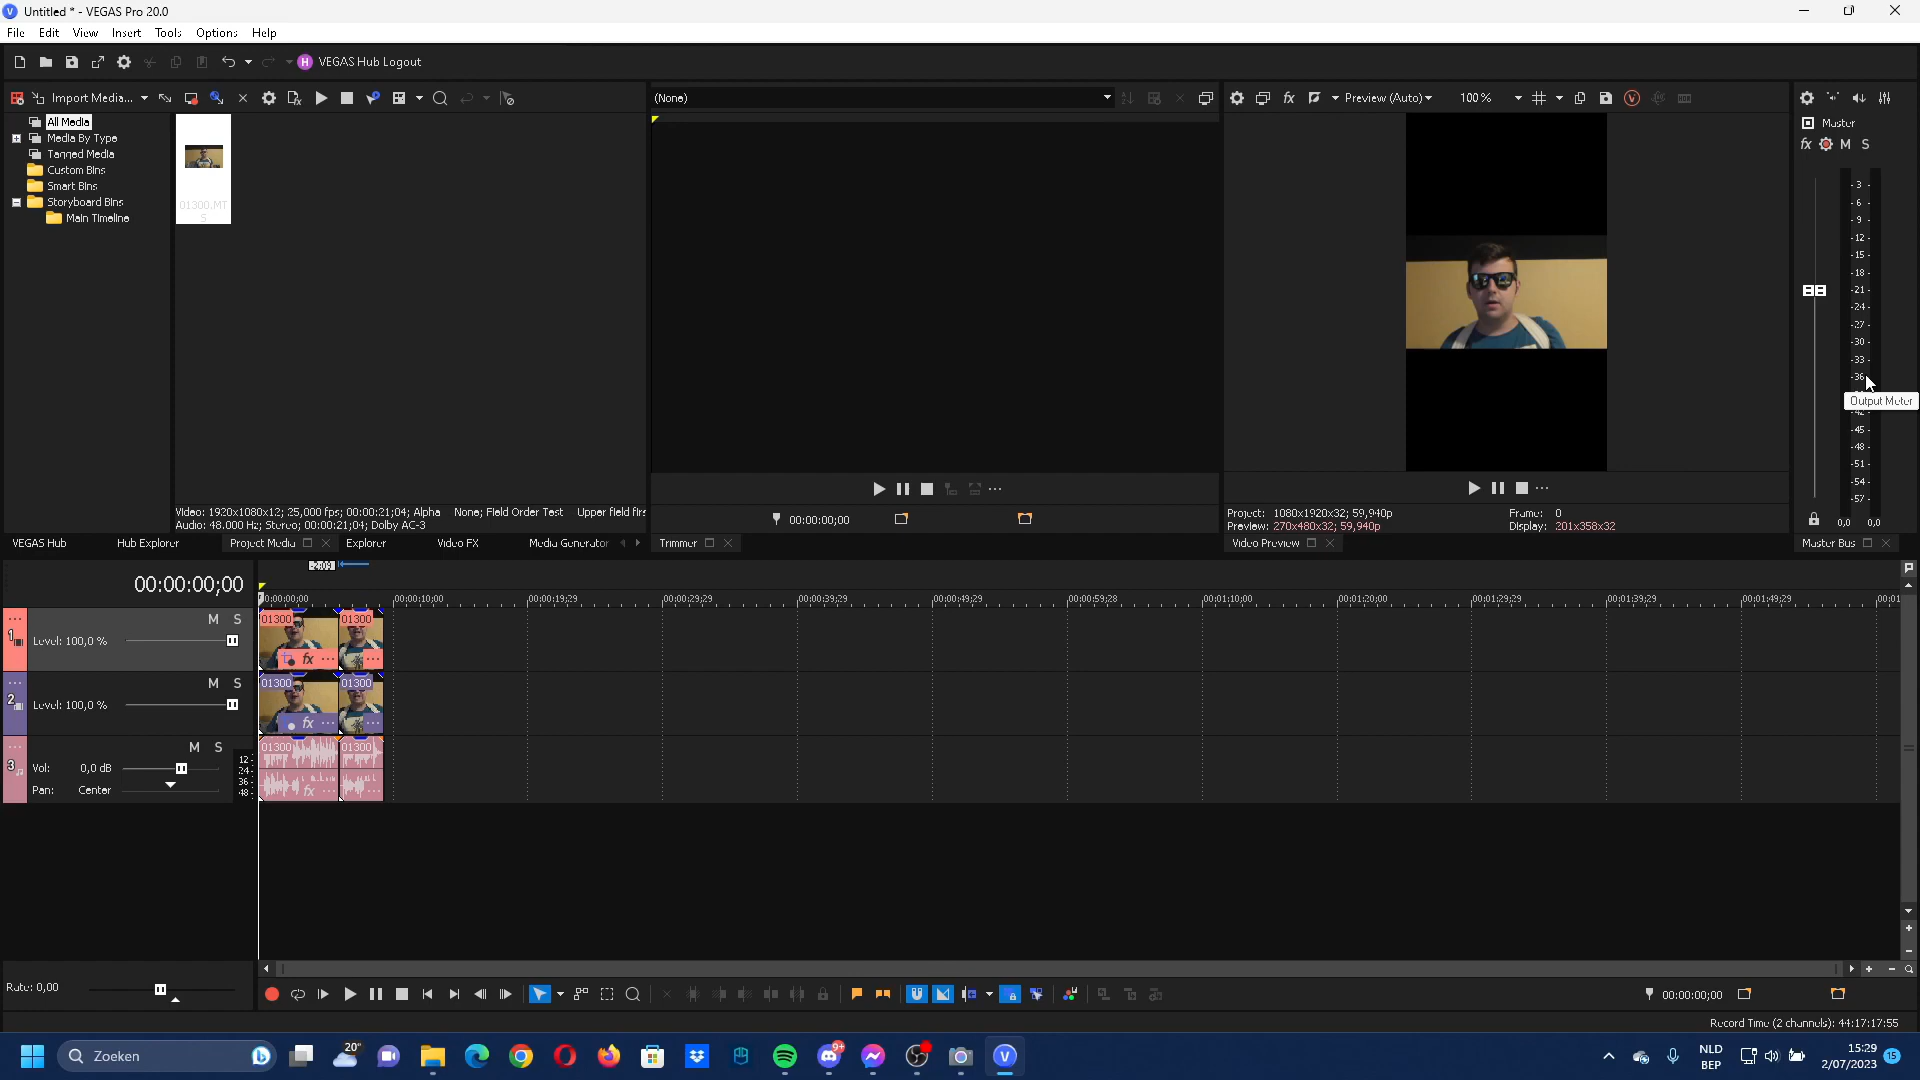 Untitled * - VEGAS Pro 20.0
File Edit View Insert Tools Options Help
VEGAS Hub Logout
Import Media...
(None)
Preview (Auto)
100%
All Media
Media By Type
Tagged Media
Custom Bins
Smart Bins
Storyboard Bins
Main Timeline
01300.MT
S
Master
fx M S
-3-
-6-
-9-
-12-
-15-
-18-
-21-
-24-
-27-
-30-
-33-
-36-
Output Meter
-42-
-45-
-48-
-51-
-54-
-57-
0,0 0,0
Video: 1920x1080x12; 25,000 fps; 00:00:21;04; Alpha None; Field Order Test Upper field firs
Audio: 48.000 Hz; Stereo; 00:00:21;04; Dolby AC-3
00:00:00;00
Project: 1080x1920x32; 59,940p
Preview: 270x480x32; 59,940p
Frame: 0
Display: 201x358x32
VEGAS Hub Hub Explorer Project Media Explorer Video FX Media Generator
Trimmer
Video Preview
Master Bus
-2:09
00:00:00;00
0:00:00;00 00:00:10;00 00:00:19;29 00:00:29;29 00:00:39;29 00:00:49;29 00:00:59;28 00:01:10;00 00:01:20;00 00:01:29;29 00:01:39;29 00:01:49;29 00:01
1 M S
Level: 100,0 %
01300 01300
fx
2 M S
Level: 100,0 %
01300 01300
fx
3 M S
Vol: 0,0 dB
Pan: Center
12-
24-
36-
48-
01300 01300
fx
Rate: 0,00
00:00:00;00
Record Time (2 channels): 44:17:17:55
Zoeken
20°
9+
NLD
BEP
15:29
2/07/2023
15